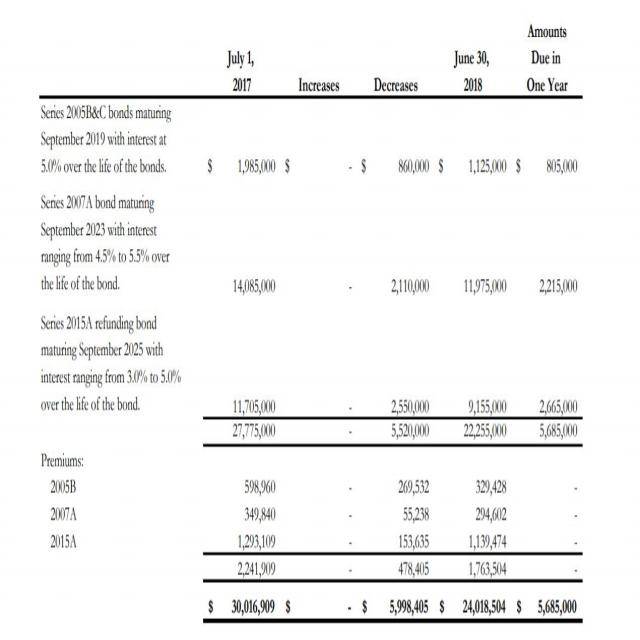 Amounts
July 1, June 30, Due in
2017 Increases Decreases 2018 One Year
Series 2005B&C bonds maturing
September 2019 with interest at
5.0% over the life of the bonds. $ 1,985,000 $ - $ 860,000 $ 1,125,000 $ 805,000
Series 2007A bond maturing
September 2023 with interest
ranging from 4.5% to 5.5% over
the life of the bond. 14,085,000 - 2,110,000 11,975,000 2,215,000
Series 2015A refunding bond
maturing September 2025 with
interest ranging from 3.0% to 5.0%
over the life of the bond. 11,705,000 - 2,550,000 9,155,000 2,665,000
27,775,000 - 5,520,000 22,255,000 5,685,000
Premiums:
2005B 598,960 - 269,532 329,428 -
2007A 349,840 - 55,238 294,602 -
2015A 1,293,109 - 153,635 1,139,474 -
2,241,909 - 478,405 1,763,504 -
$ 30,016,909 $ - $ 5,998,405 $ 24,018,504 $ 5,685,000